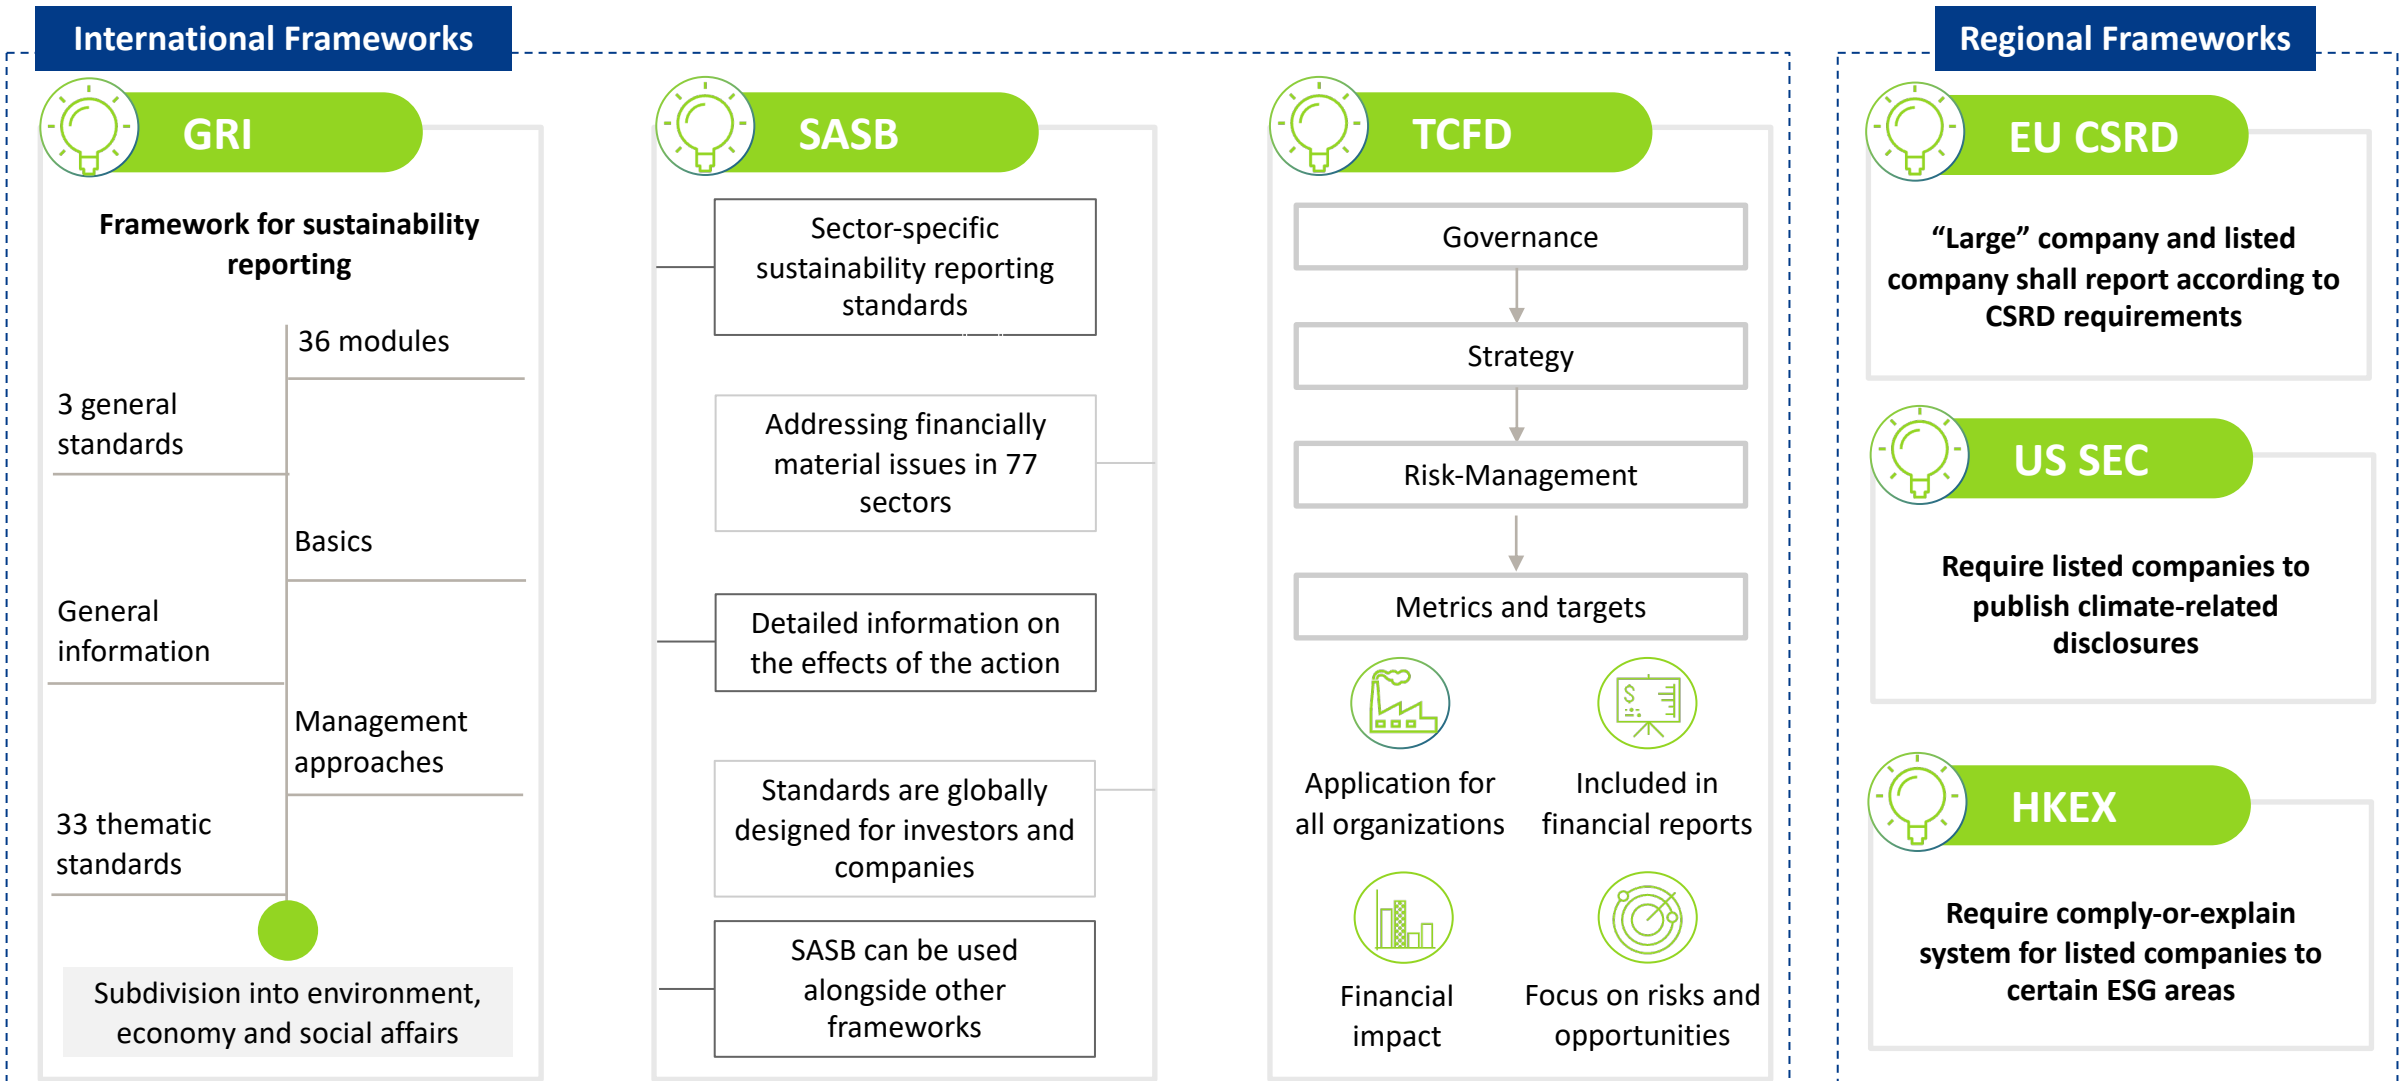 International Frameworks
GRI
Framework for sustainability
reporting
36 modules
3 general
standards
Basics
General
information
Management
approaches
33 thematic
standards
Subdivision into environment,
economy and social affairs
SASB
Sector-specific
sustainability reporting
standards
Addressing financially
material issues in 77
sectors
Detailed information on
the effects of the action
Standards are globally
designed for investors and
companies
SASB can be used
alongside other
frameworks
TCFD
Governance
Strategy
Risk-Management
Metrics and targets
$
Application for
all organizations
Included in
financial reports
Financial
impact
Focus on risks and
opportunities
Regional Frameworks
EU CSRD
“Large” company and listed
company shall report according to
CSRD requirements
US SEC
Require listed companies to
publish climate-related
disclosures
HKEX
Require comply-or-explain
system for listed companies to
certain ESG areas